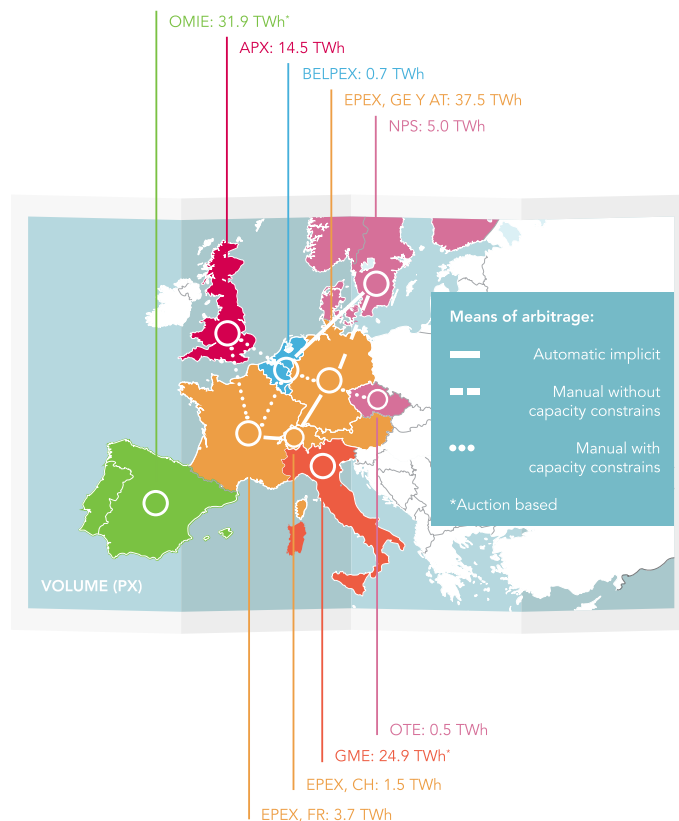 OMIE: 31.9 TWh*
APX: 14.5 TWh
BELPEX: 0.7 TWh
EPEX, GE Y AT: 37.5 TWh
NPS: 5.0 TWh
Means of arbitrage:
Automatic implicit
Manual without
capacity constrains
Manual with
capacity constrains
*Auction based
VOLUME (PX)
OTE: 0.5 TWh
GME: 24.9 TWh*
EPEX, CH: 1.5 TWh
EPEX, FR: 3.7 TWh